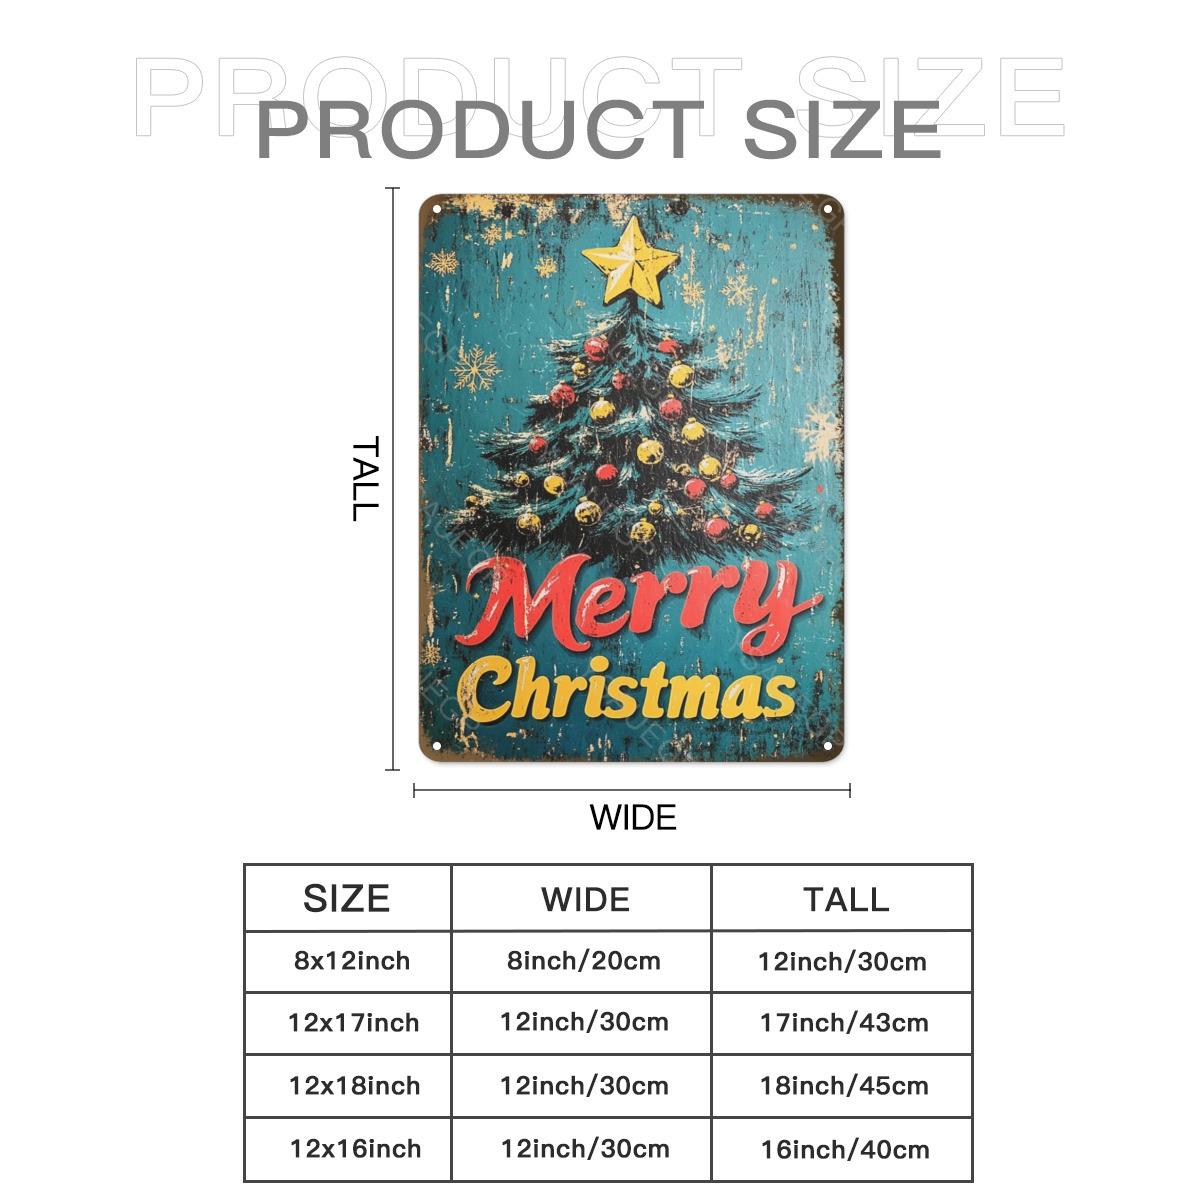 PRODUCT SIZE
PRODUCT SIZE
TALL
Merry
Christmas
WIDE
SIZE WIDE TALL
8x12inch 8inch/20cm 12inch/30cm
12x17inch 12inch/30cm 17inch/43cm
12x18inch 12inch/30cm 18inch/45cm
12x16inch 12inch/30cm 16inch/40cm